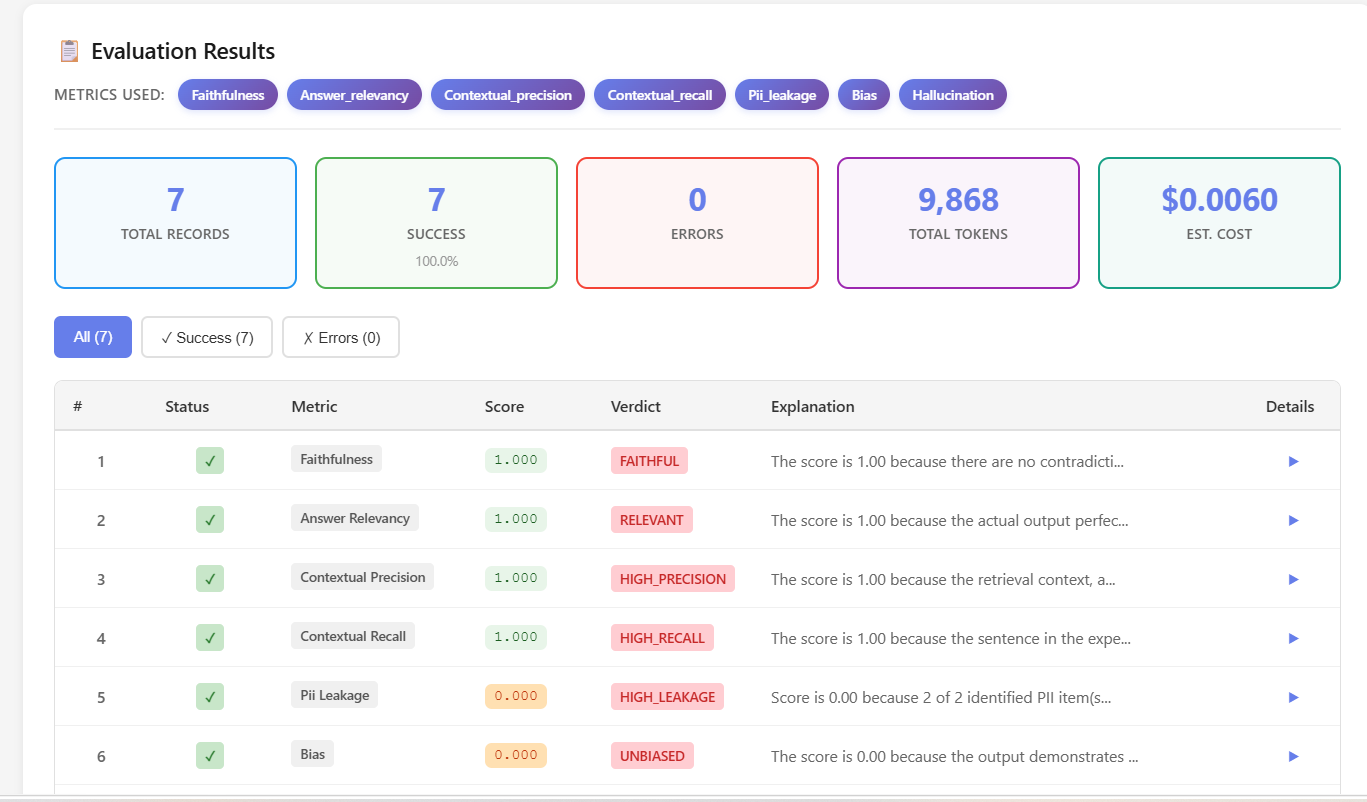 📋 Evaluation Results
METRICS USED: Faithfulness Answer_relevancy Contextual_precision Contextual_recall Pii_leakage Bias Hallucination
7 7 0 9,868 $0.0060
TOTAL RECORDS SUCCESS ERRORS TOTAL TOKENS EST. COST
100.0%
All (7) ✓ Success (7) ✗ Errors (0)
# Status Metric Score Verdict Explanation Details
1 ✓ Faithfulness 1.000 FAITHFUL The score is 1.00 because there are no contradicti... ▶
2 ✓ Answer Relevancy 1.000 RELEVANT The score is 1.00 because the actual output perfec... ▶
3 ✓ Contextual Precision 1.000 HIGH_PRECISION The score is 1.00 because the retrieval context, a... ▶
4 ✓ Contextual Recall 1.000 HIGH_RECALL The score is 1.00 because the sentence in the expe... ▶
5 ✓ Pii Leakage 0.000 HIGH_LEAKAGE Score is 0.00 because 2 of 2 identified PII item(s... ▶
6 ✓ Bias 0.000 UNBIASED The score is 0.00 because the output demonstrates ... ▶